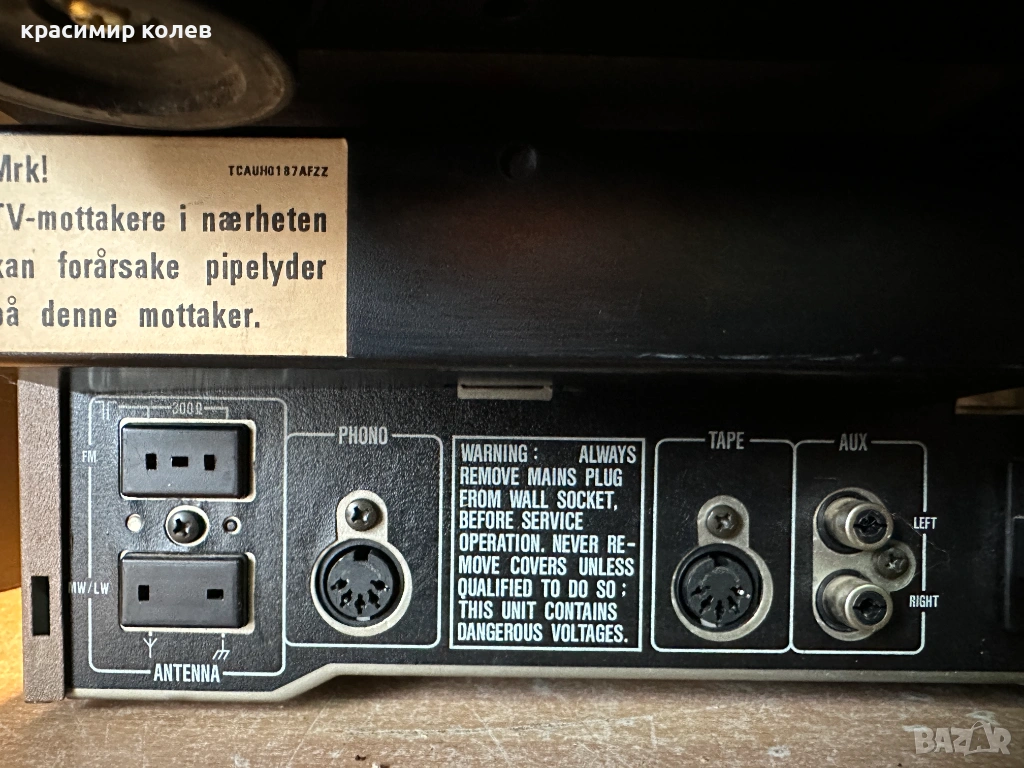 красимир колев
Mrk!
TCAUH0187AFZZ
TV-mottakere i nærheten
kan forårsake pipelyder
på denne mottaker.
300Ω
FM
PHONO
WARNING : ALWAYS
REMOVE MAINS PLUG
FROM WALL SOCKET,
BEFORE SERVICE
OPERATION. NEVER RE-
MOVE COVERS UNLESS
QUALIFIED TO DO SO ;
THIS UNIT CONTAINS
DANGEROUS VOLTAGES.
TAPE
AUX
LEFT
RIGHT
MW/LW
ANTENNA
BAZAR